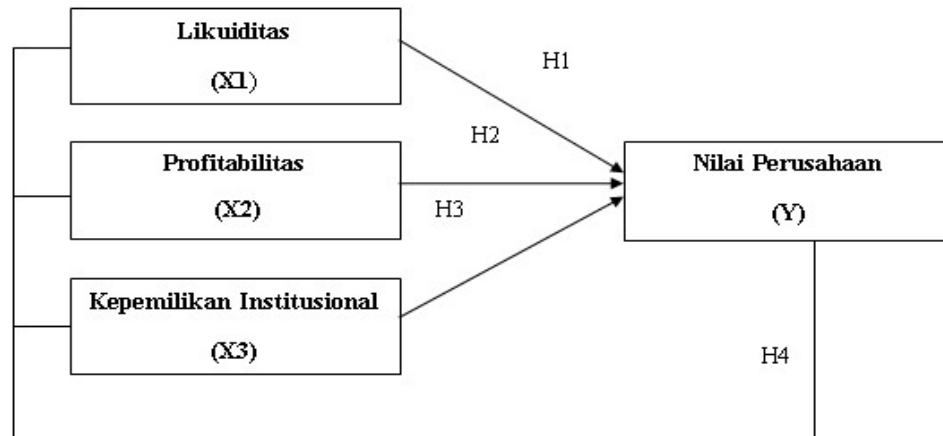 Likuiditas
(X1)
H1
H2
Profitabilitas
(X2)
Nilai Perusahaan
(Y)
H3
Kepemilikan Institusional
(X3)
H4